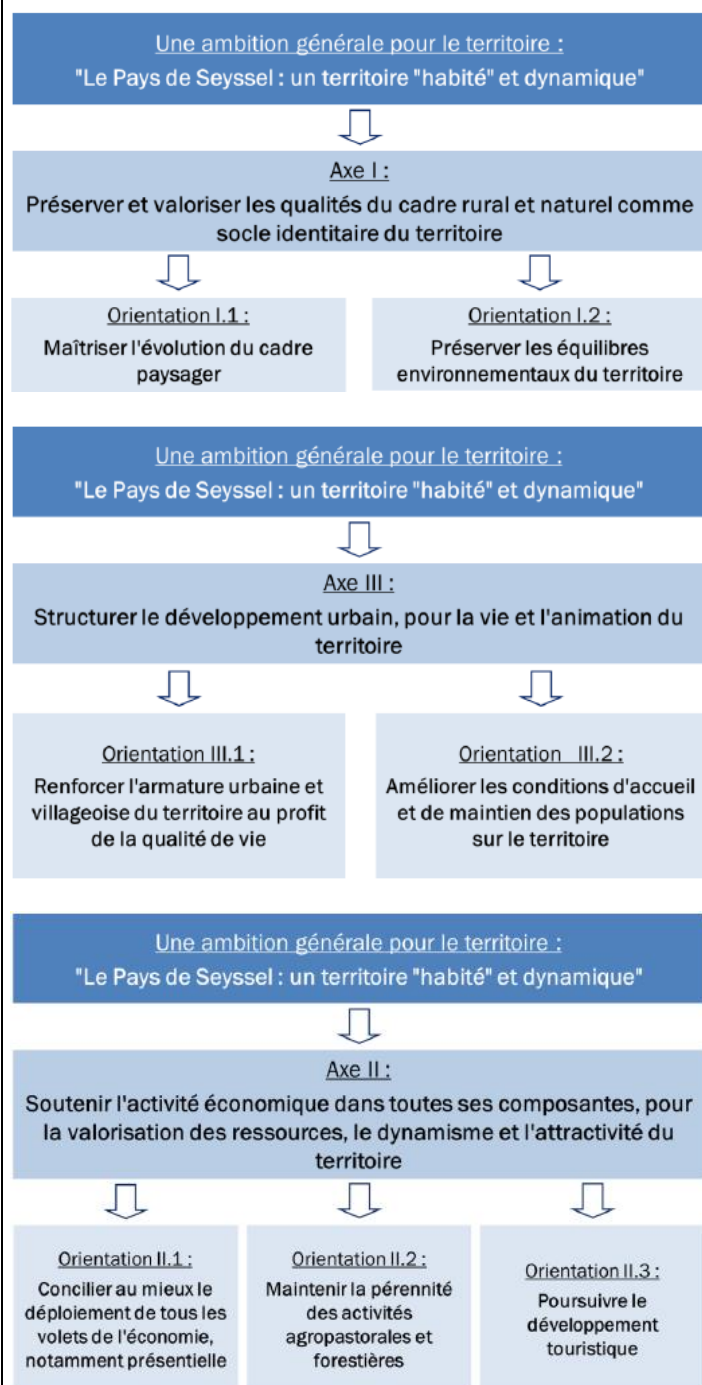 Une ambition générale pour le territoire :
"Le Pays de Seyssel : un territoire "habité" et dynamique"
Axe I :
Préserver et valoriser les qualités du cadre rural et naturel comme
socle identitaire du territoire
Orientation I.1 :
Maîtriser l'évolution du cadre
paysager
Orientation I.2 :
Préserver les équilibres
environnementaux du territoire
Une ambition générale pour le territoire :
"Le Pays de Seyssel : un territoire "habité" et dynamique"
Axe III :
Structurer le développement urbain, pour la vie et l'animation du
territoire
Orientation III.1 :
Renforcer l'armature urbaine et
villageoise du territoire au profit
de la qualité de vie
Orientation III.2 :
Améliorer les conditions d'accueil
et de maintien des populations
sur le territoire
Une ambition générale pour le territoire :
"Le Pays de Seyssel : un territoire "habité" et dynamique"
Axe II :
Soutenir l'activité économique dans toutes ses composantes, pour
la valorisation des ressources, le dynamisme et l'attractivité du
territoire
Orientation II.1 :
Concilier au mieux le
déploiement de tous les
volets de l'économie,
notamment présentielle
Orientation II.2 :
Maintenir la pérennité
des activités
agropastorales et
forestières
Orientation II.3 :
Poursuivre le
développement
touristique